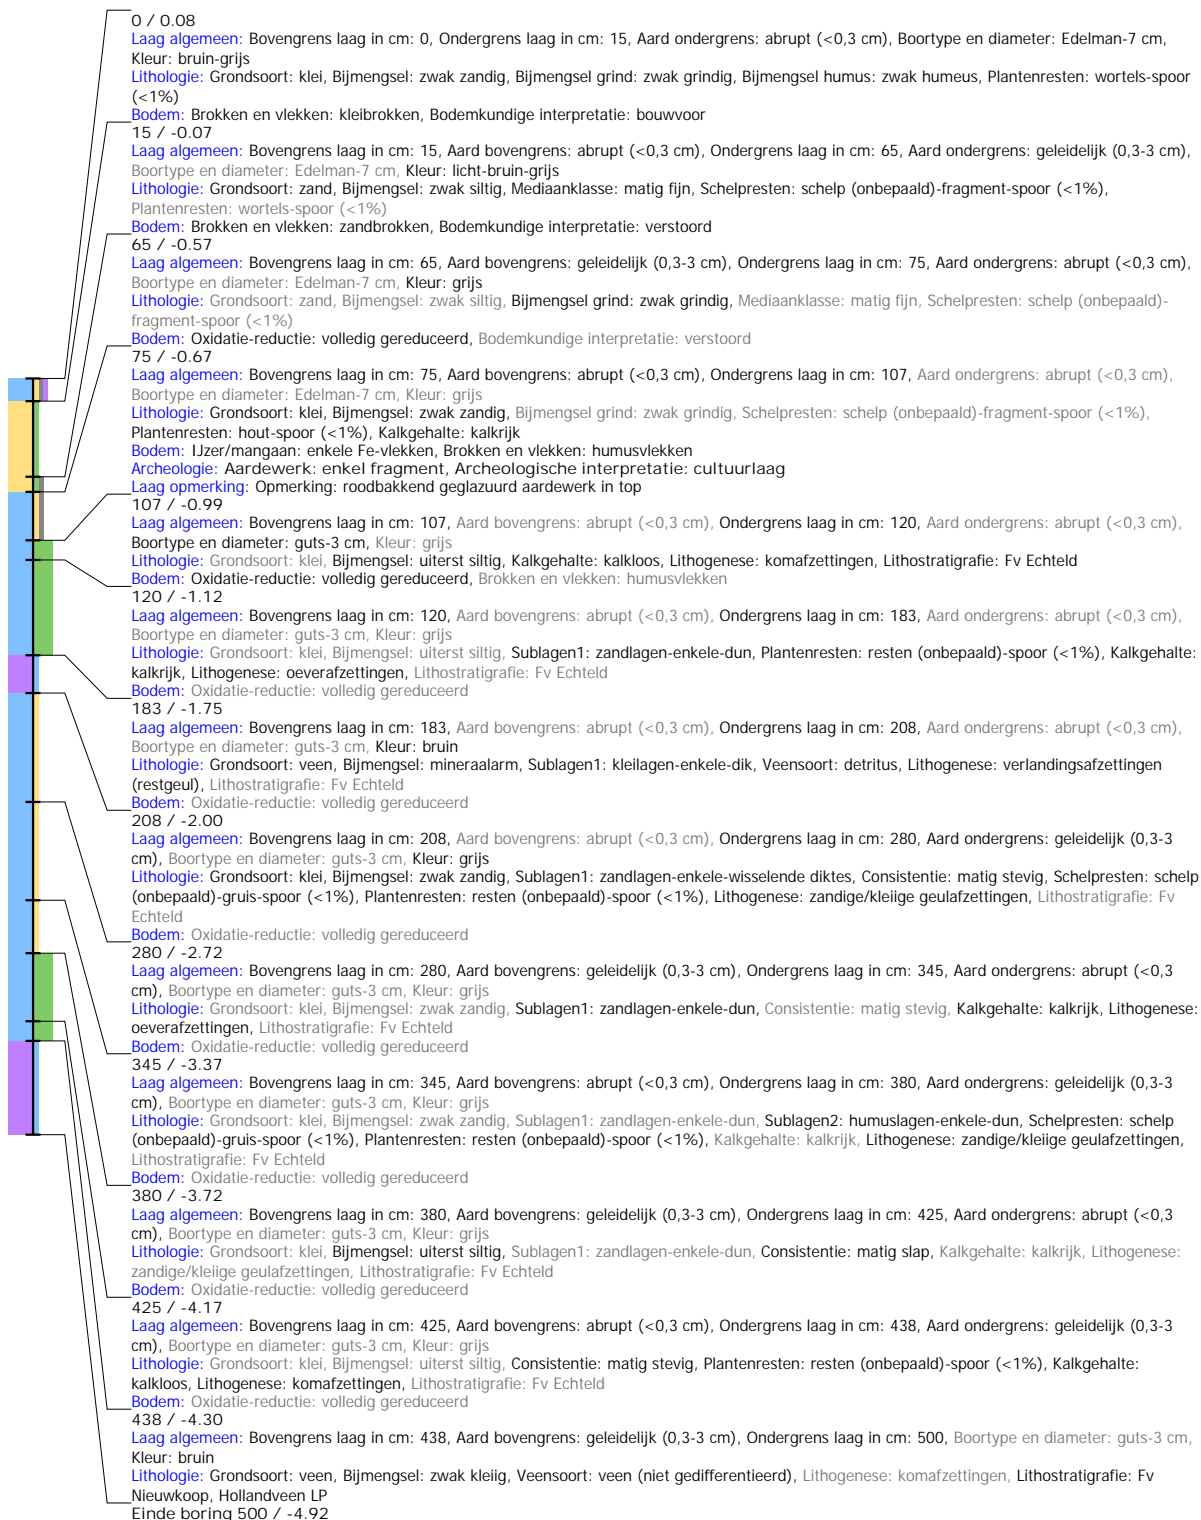 0 / 0.08
Laag algemeen: Bovengrens laag in cm: 0, Ondergrens laag in cm: 15, Aard ondergrens: abrupt (<0,3 cm), Boortype en diameter: Edelman-7 cm,
Kleur: bruin-grijs
Lithologie: Grondsoort: klei, Bijmengsel: zwak zandig, Bijmengsel grind: zwak grindig, Bijmengsel humus: zwak humeus, Plantenresten: wortels-spoor
(<1%)
Bodem: Brokken en vlekken: kleibrokken, Bodemkundige interpretatie: bouwvoor
15 / -0.07
Laag algemeen: Bovengrens laag in cm: 15, Aard bovengrens: abrupt (<0,3 cm), Ondergrens laag in cm: 65, Aard ondergrens: geleidelijk (0,3-3 cm),
Boortype en diameter: Edelman-7 cm, Kleur: licht-bruin-grijs
Lithologie: Grondsoort: zand, Bijmengsel: zwak siltig, Mediaanklasse: matig fijn, Schelpresten: schelp (onbepaald)-fragment-spoor (<1%),
Plantenresten: wortels-spoor (<1%)
Bodem: Brokken en vlekken: zandbrokken, Bodemkundige interpretatie: verstoord
65 / -0.57
Laag algemeen: Bovengrens laag in cm: 65, Aard bovengrens: geleidelijk (0,3-3 cm), Ondergrens laag in cm: 75, Aard ondergrens: abrupt (<0,3 cm),
Boortype en diameter: Edelman-7 cm, Kleur: grijs
Lithologie: Grondsoort: zand, Bijmengsel: zwak siltig, Bijmengsel grind: zwak grindig, Mediaanklasse: matig fijn, Schelpresten: schelp (onbepaald)-
fragment-spoor (<1%)
Bodem: Oxidatie-reductie: volledig gereduceerd, Bodemkundige interpretatie: verstoord
75 / -0.67
Laag algemeen: Bovengrens laag in cm: 75, Aard bovengrens: abrupt (<0,3 cm), Ondergrens laag in cm: 107, Aard ondergrens: abrupt (<0,3 cm),
Boortype en diameter: Edelman-7 cm, Kleur: grijs
Lithologie: Grondsoort: klei, Bijmengsel: zwak zandig, Bijmengsel grind: zwak grindig, Schelpresten: schelp (onbepaald)-fragment-spoor (<1%),
Plantenresten: hout-spoor (<1%), Kalkgehalte: kalkrijk
Bodem: IJzer/mangaan: enkele Fe-vlekken, Brokken en vlekken: humusvlekken
Archeologie: Aardewerk: enkel fragment, Archeologische interpretatie: cultuurlaag
Laag opmerking: Opmerking: roodbakkend geglazuurd aardewerk in top
107 / -0.99
Laag algemeen: Bovengrens laag in cm: 107, Aard bovengrens: abrupt (<0,3 cm), Ondergrens laag in cm: 120, Aard ondergrens: abrupt (<0,3 cm),
Boortype en diameter: guts-3 cm, Kleur: grijs
Lithologie: Grondsoort: klei, Bijmengsel: uiterst siltig, Kalkgehalte: kalkloos, Lithogenese: komafzettingen, Lithostratigrafie: Fv Echteld
Bodem: Oxidatie-reductie: volledig gereduceerd, Brokken en vlekken: humusvlekken
120 / -1.12
Laag algemeen: Bovengrens laag in cm: 120, Aard bovengrens: abrupt (<0,3 cm), Ondergrens laag in cm: 183, Aard ondergrens: abrupt (<0,3 cm),
Boortype en diameter: guts-3 cm, Kleur: grijs
Lithologie: Grondsoort: klei, Bijmengsel: uiterst siltig, Sublagen1: zandlagen-enkele-dun, Plantenresten: resten (onbepaald)-spoor (<1%), Kalkgehalte:
kalkrijk, Lithogenese: oeverafzettingen, Lithostratigrafie: Fv Echteld
Bodem: Oxidatie-reductie: volledig gereduceerd
183 / -1.75
Laag algemeen: Bovengrens laag in cm: 183, Aard bovengrens: abrupt (<0,3 cm), Ondergrens laag in cm: 208, Aard ondergrens: abrupt (<0,3 cm),
Boortype en diameter: guts-3 cm, Kleur: bruin
Lithologie: Grondsoort: veen, Bijmengsel: mineraalarm, Sublagen1: kleilagen-enkele-dik, Veensoort: detritus, Lithogenese: verlandingsafzettingen
(restgeul), Lithostratigrafie: Fv Echteld
Bodem: Oxidatie-reductie: volledig gereduceerd
208 / -2.00
Laag algemeen: Bovengrens laag in cm: 208, Aard bovengrens: abrupt (<0,3 cm), Ondergrens laag in cm: 280, Aard ondergrens: geleidelijk (0,3-3
cm), Boortype en diameter: guts-3 cm, Kleur: grijs
Lithologie: Grondsoort: klei, Bijmengsel: zwak zandig, Sublagen1: zandlagen-enkele-wisselende diktes, Consistentie: matig stevig, Schelpresten: schelp
(onbepaald)-gruis-spoor (<1%), Plantenresten: resten (onbepaald)-spoor (<1%), Lithogenese: zandige/kleiige geulafzettingen, Lithostratigrafie: Fv
Echteld
Bodem: Oxidatie-reductie: volledig gereduceerd
280 / -2.72
Laag algemeen: Bovengrens laag in cm: 280, Aard bovengrens: geleidelijk (0,3-3 cm), Ondergrens laag in cm: 345, Aard ondergrens: abrupt (<0,3
cm), Boortype en diameter: guts-3 cm, Kleur: grijs
Lithologie: Grondsoort: klei, Bijmengsel: zwak zandig, Sublagen1: zandlagen-enkele-dun, Consistentie: matig stevig, Kalkgehalte: kalkrijk, Lithogenese:
oeverafzettingen, Lithostratigrafie: Fv Echteld
Bodem: Oxidatie-reductie: volledig gereduceerd
345 / -3.37
Laag algemeen: Bovengrens laag in cm: 345, Aard bovengrens: abrupt (<0,3 cm), Ondergrens laag in cm: 380, Aard ondergrens: geleidelijk (0,3-3
cm), Boortype en diameter: guts-3 cm, Kleur: grijs
Lithologie: Grondsoort: klei, Bijmengsel: zwak zandig, Sublagen1: zandlagen-enkele-dun, Sublagen2: humuslagen-enkele-dun, Schelpresten: schelp
(onbepaald)-gruis-spoor (<1%), Plantenresten: resten (onbepaald)-spoor (<1%), Kalkgehalte: kalkrijk, Lithogenese: zandige/kleiige geulafzettingen,
Lithostratigrafie: Fv Echteld
Bodem: Oxidatie-reductie: volledig gereduceerd
380 / -3.72
Laag algemeen: Bovengrens laag in cm: 380, Aard bovengrens: geleidelijk (0,3-3 cm), Ondergrens laag in cm: 425, Aard ondergrens: abrupt (<0,3
cm), Boortype en diameter: guts-3 cm, Kleur: grijs
Lithologie: Grondsoort: klei, Bijmengsel: uiterst siltig, Sublagen1: zandlagen-enkele-dun, Consistentie: matig slap, Kalkgehalte: kalkrijk, Lithogenese:
zandige/kleiige geulafzettingen, Lithostratigrafie: Fv Echteld
Bodem: Oxidatie-reductie: volledig gereduceerd
425 / -4.17
Laag algemeen: Bovengrens laag in cm: 425, Aard bovengrens: abrupt (<0,3 cm), Ondergrens laag in cm: 438, Aard ondergrens: geleidelijk (0,3-3
cm), Boortype en diameter: guts-3 cm, Kleur: grijs
Lithologie: Grondsoort: klei, Bijmengsel: uiterst siltig, Consistentie: matig stevig, Plantenresten: resten (onbepaald)-spoor (<1%), Kalkgehalte:
kalkloos, Lithogenese: komafzettingen, Lithostratigrafie: Fv Echteld
Bodem: Oxidatie-reductie: volledig gereduceerd
438 / -4.30
Laag algemeen: Bovengrens laag in cm: 438, Aard bovengrens: geleidelijk (0,3-3 cm), Ondergrens laag in cm: 500, Boortype en diameter: guts-3 cm,
Kleur: bruin
Lithologie: Grondsoort: veen, Bijmengsel: zwak kleiig, Veensoort: veen (niet gedifferentieerd), Lithogenese: komafzettingen, Lithostratigrafie: Fv
Nieuwkoop, Hollandveen LP
Einde boring 500 / -4.92